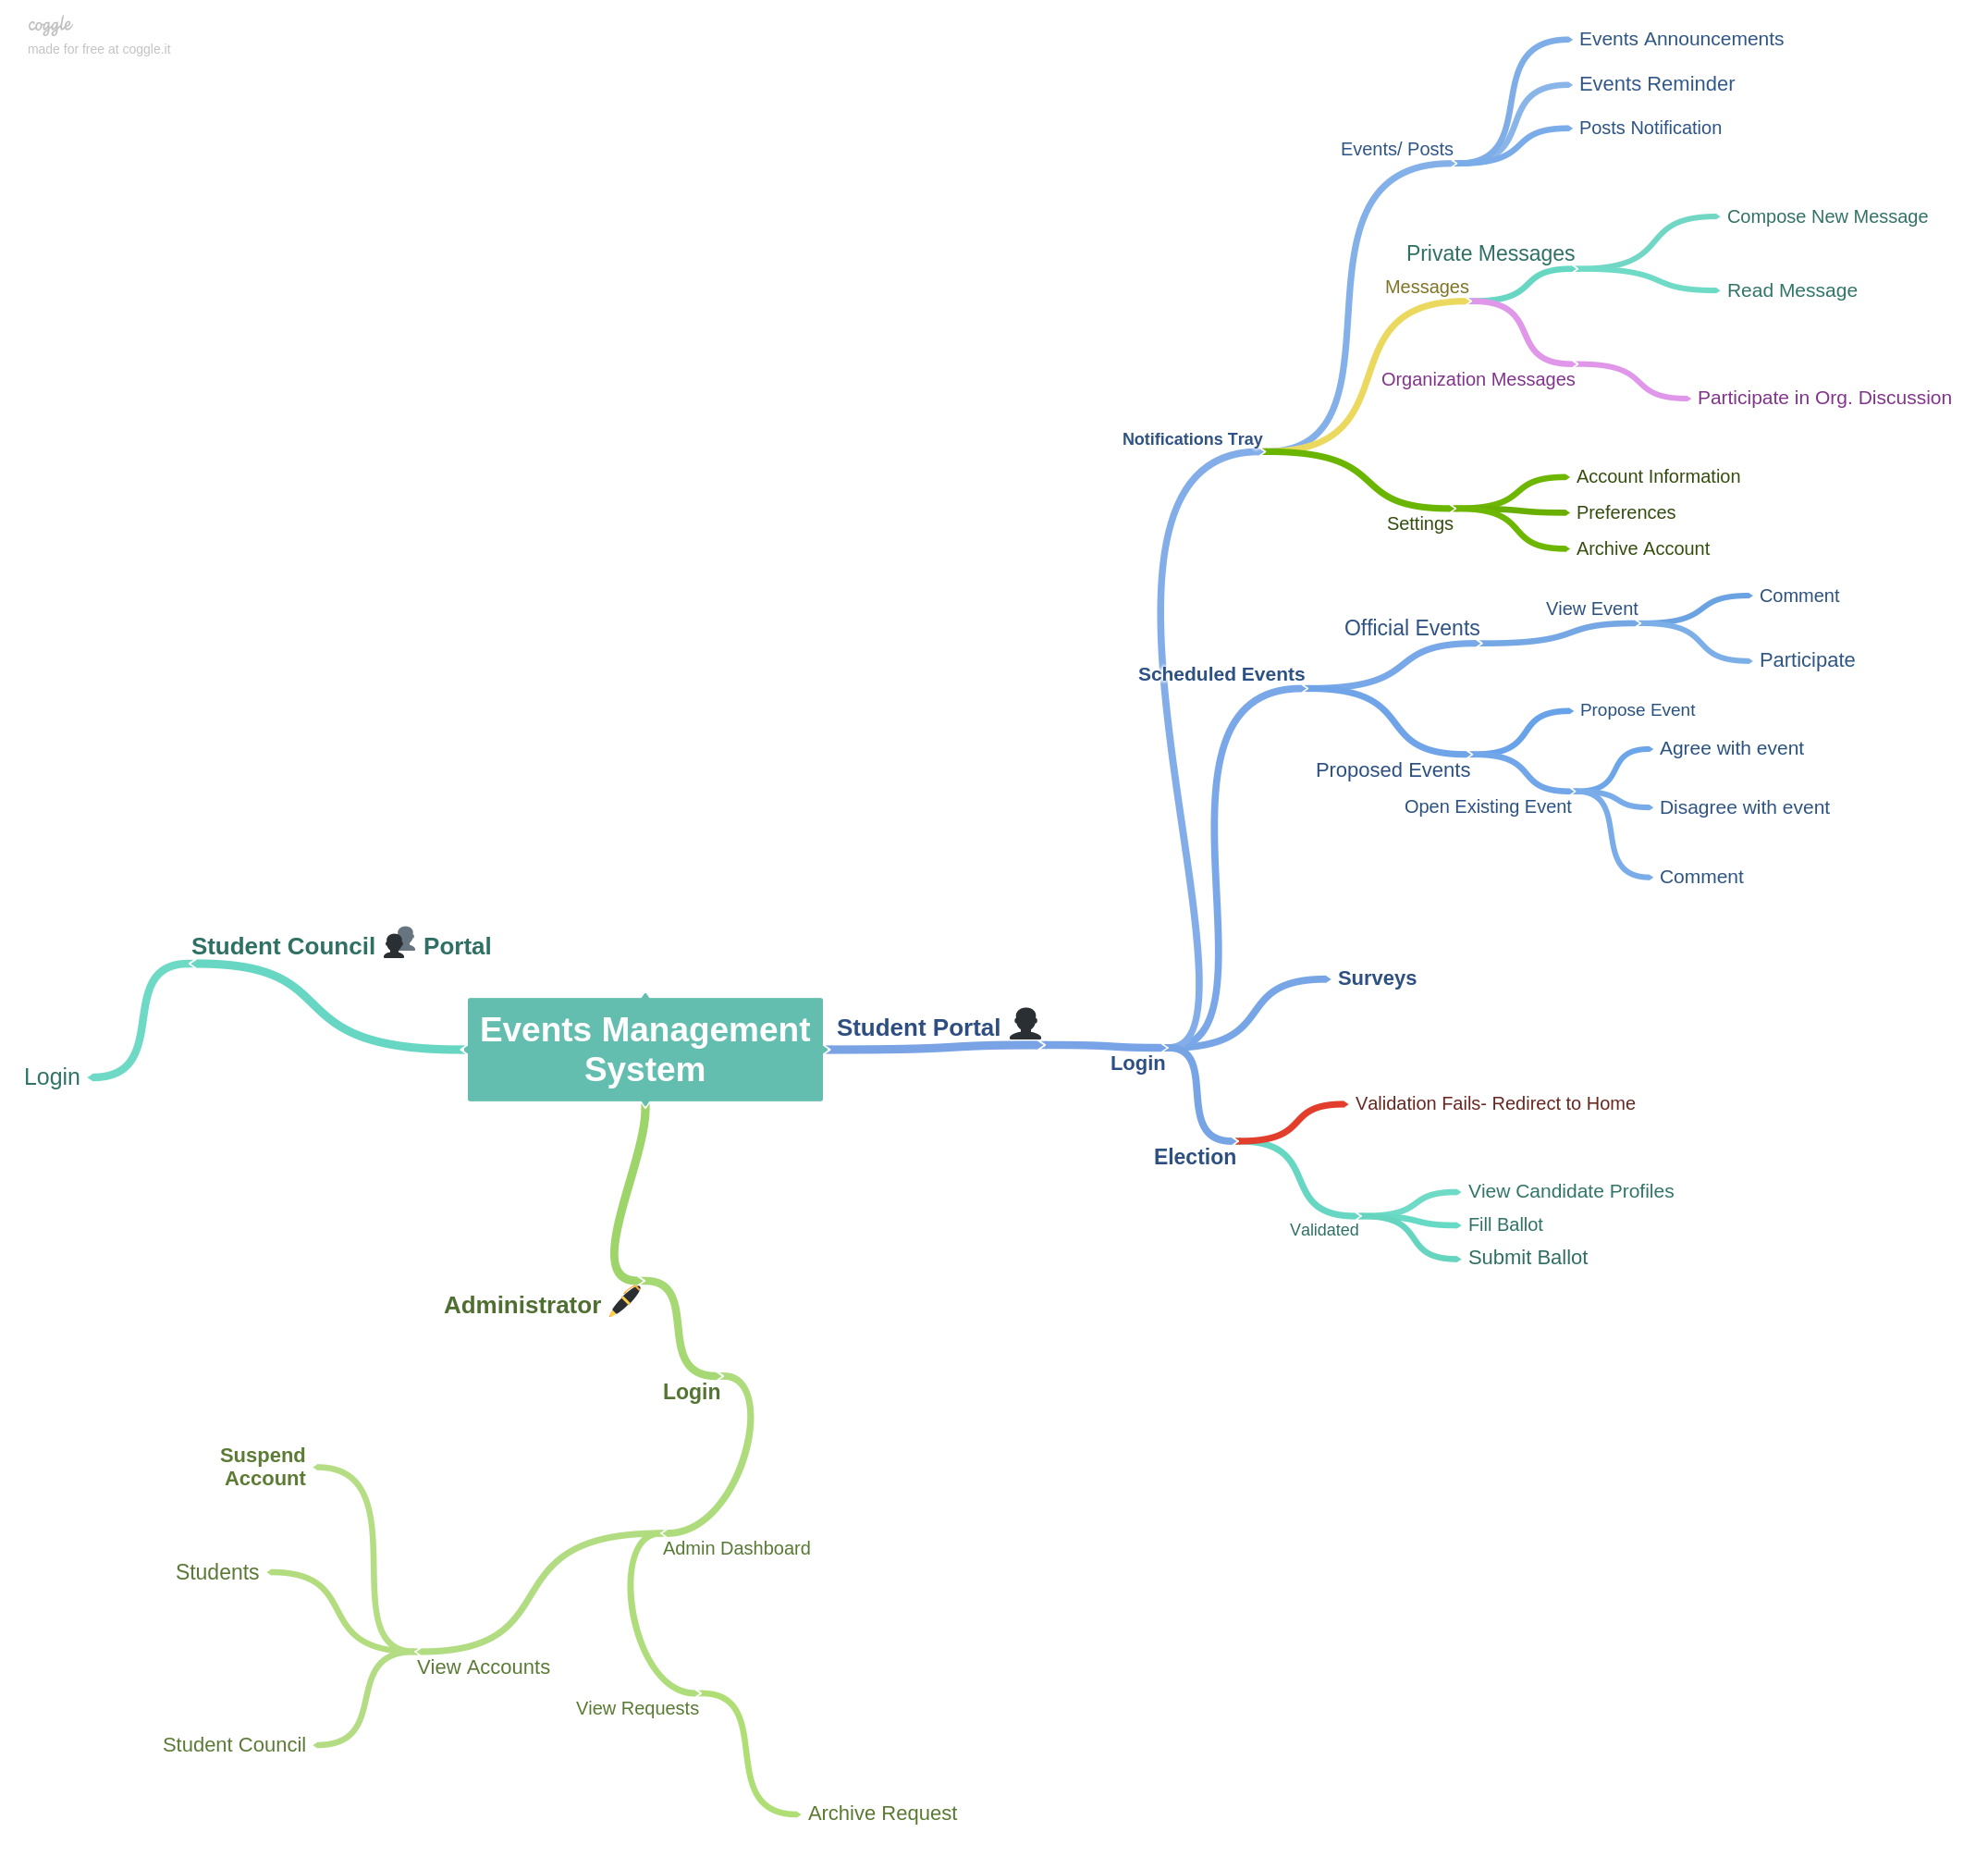 coggle
made for free at coggle.it
Events Announcements
Events Reminder
Posts Notification
Events/ Posts
Compose New Message
Private Messages
Messages
Read Message
Organization Messages
Participate in Org. Discussion
Notifications Tray
Account Information
Preferences
Settings
Archive Account
Comment
View Event
Official Events
Participate
Scheduled Events
Propose Event
Agree with event
Proposed Events
Open Existing Event
Disagree with event
Comment
Student Council Portal
Surveys
Events Management
System
Student Portal
Login
Login
Validation Fails- Redirect to Home
Election
View Candidate Profiles
Validated
Fill Ballot
Submit Ballot
Administrator
Login
Suspend
Account
Admin Dashboard
Students
View Accounts
View Requests
Student Council
Archive Request